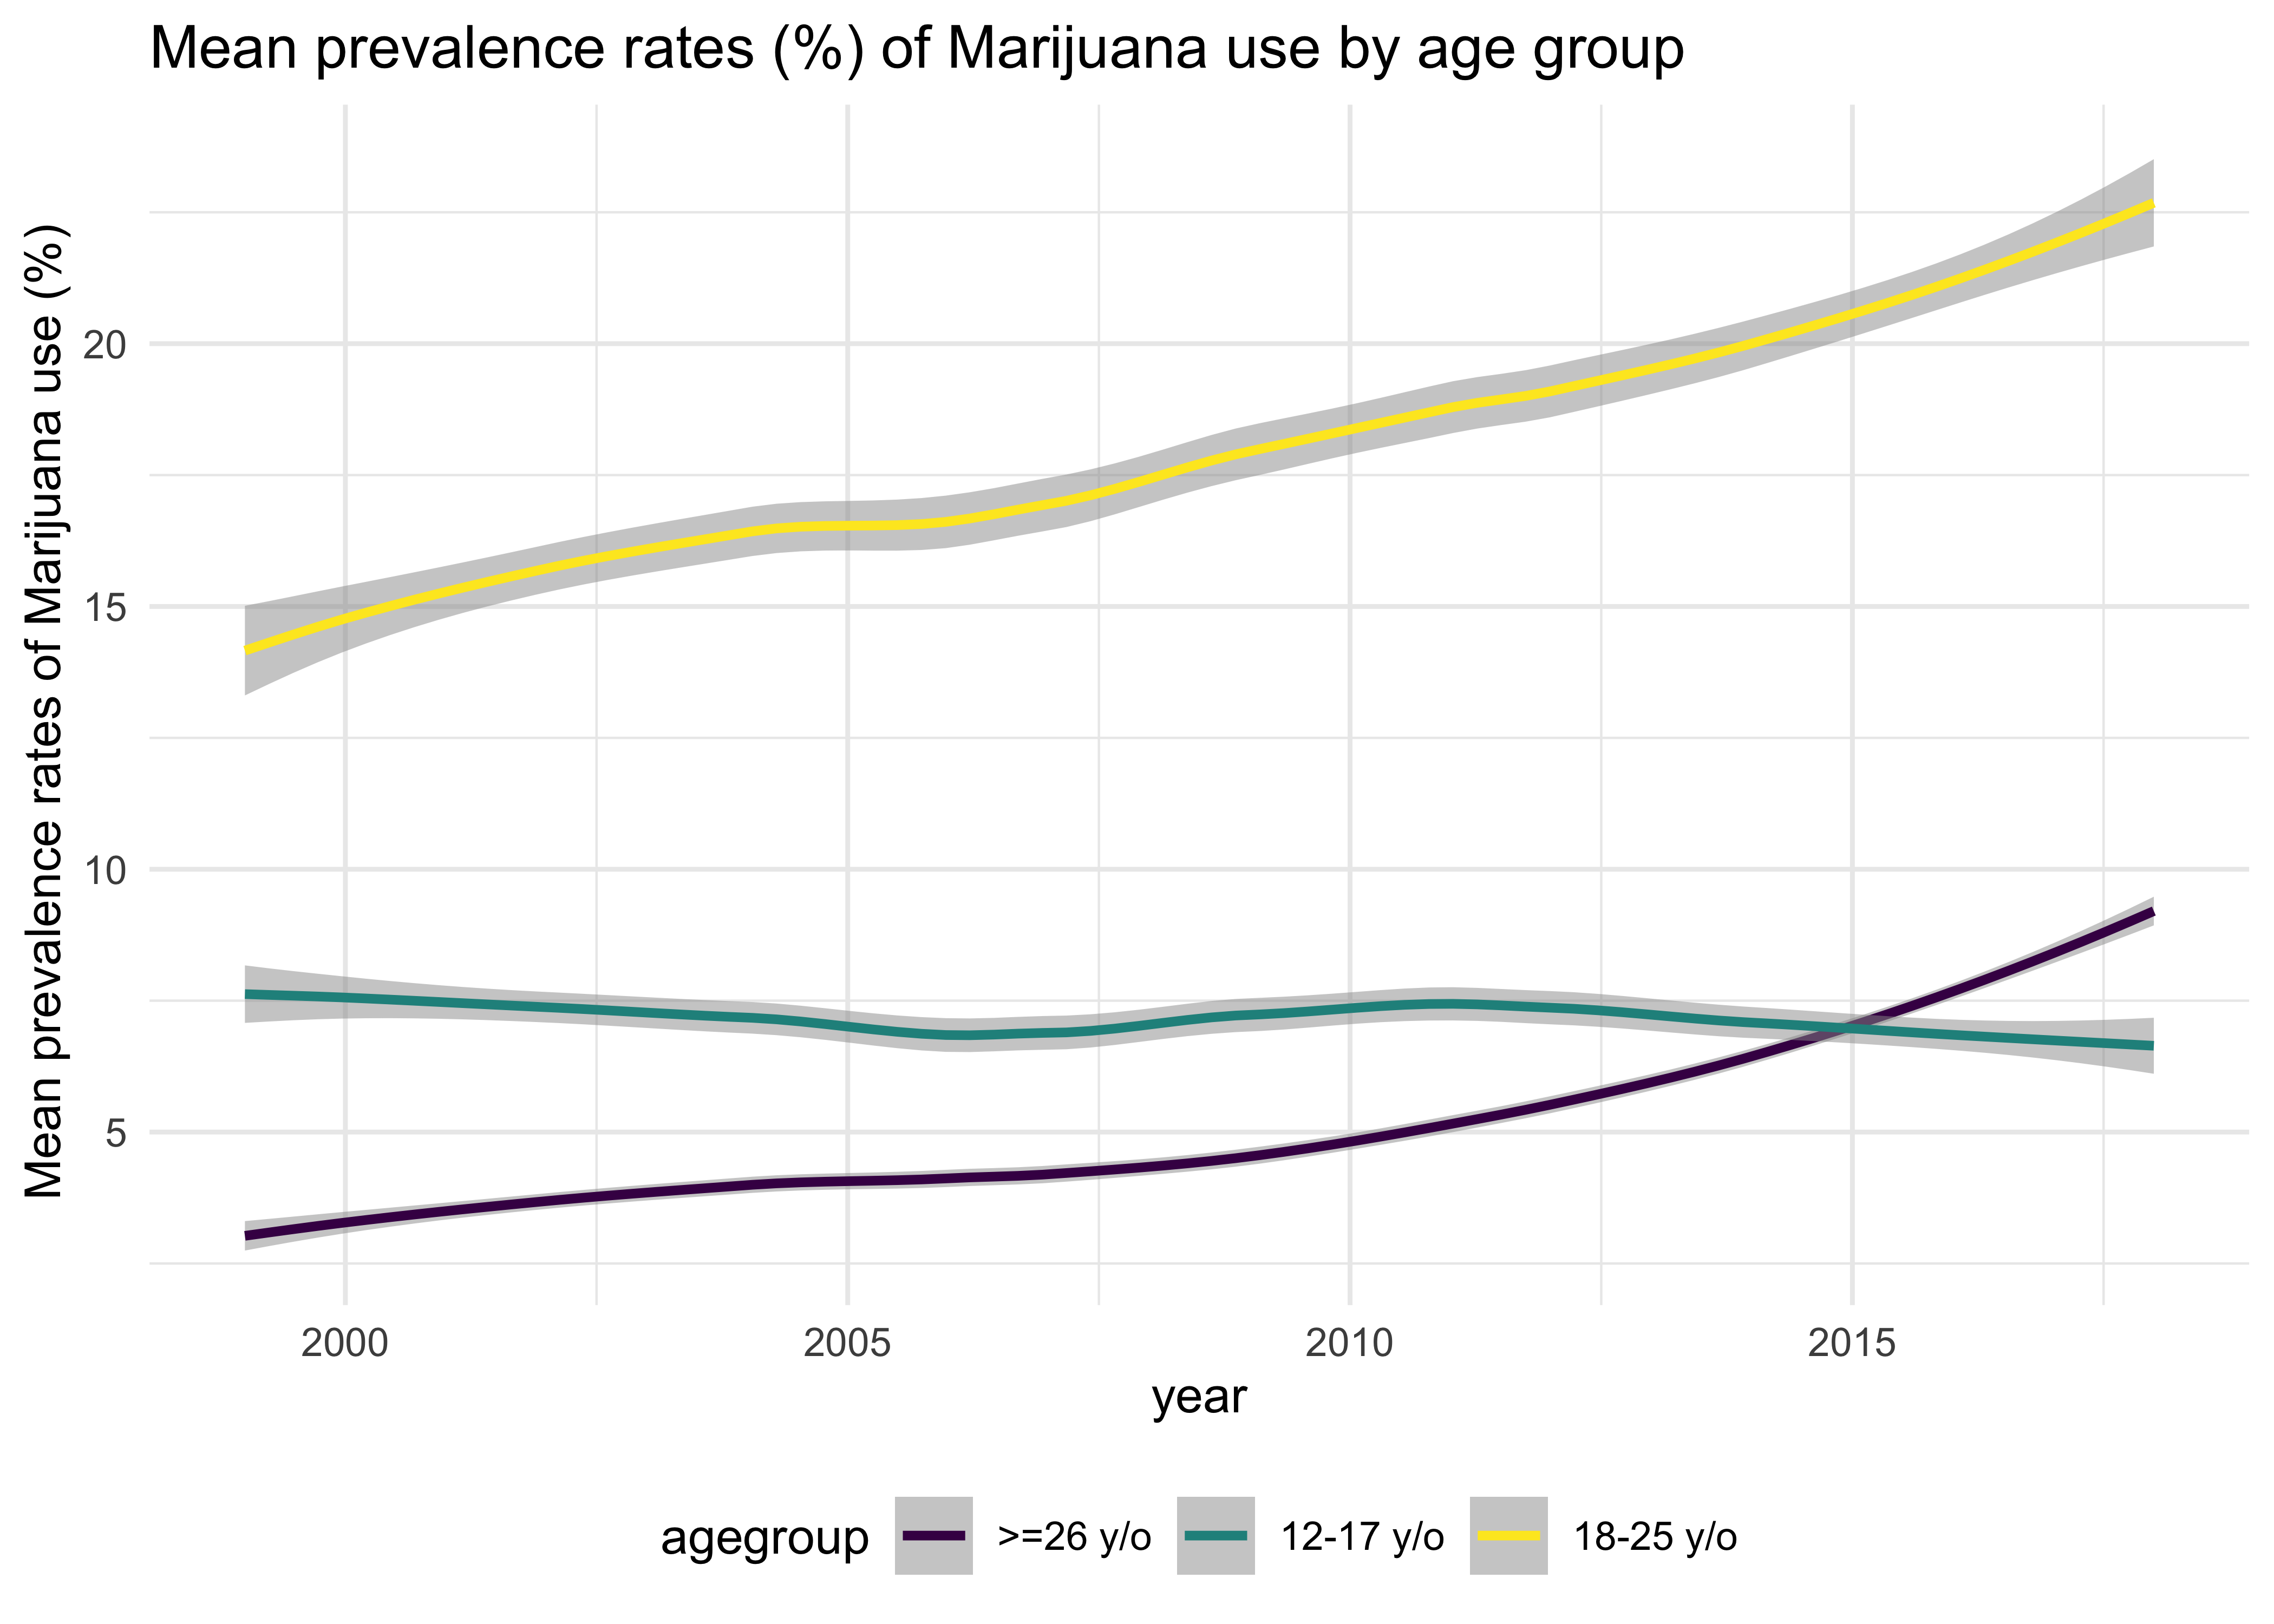 Mean prevalence rates (%) of Marijuana use by age group
Mean prevalence rates of Marijuana use (%)
20
15
10
5
2000 2005 2010 2015
year
agegroup >=26 y/o 12-17 y/o 18-25 y/o